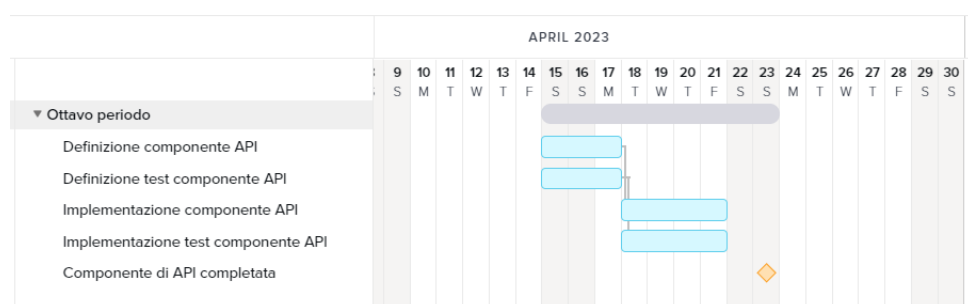 APRIL 2023
9 10 11 12 13 14 15 16 17 18 19 20 21 22 23 24 25 26 27 28 29 30
S M T W T F S S M T W T F S S M T W T F S S
Ottavo periodo
Definizione componente API
Definizione test componente API
Implementazione componente API
Implementazione test componente API
Componente di API completata